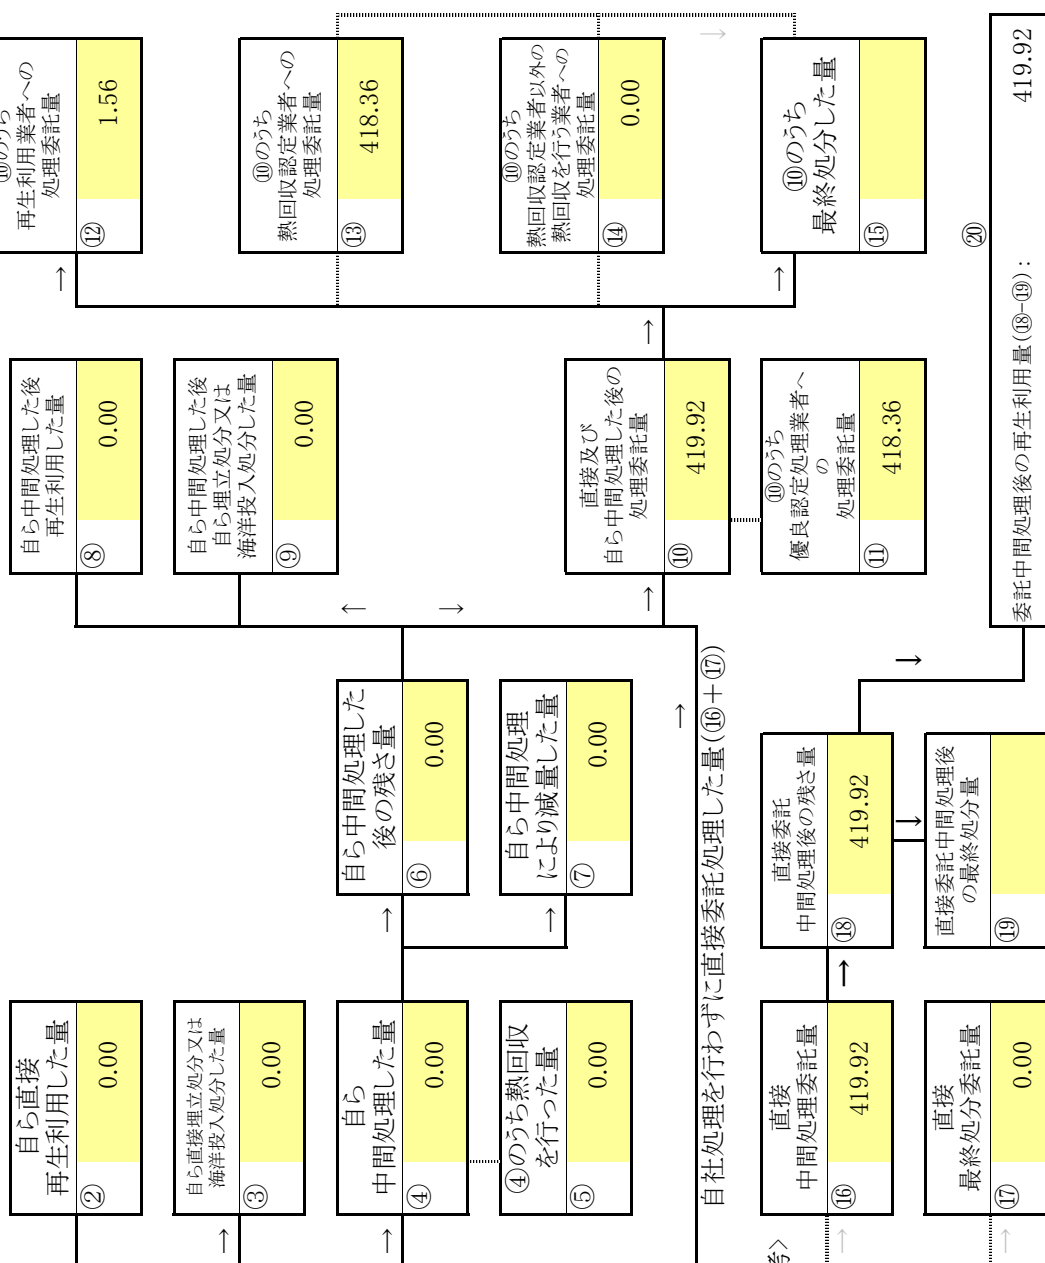 自ら直接
再生利用した量
②
0.00
自ら直接埋立処分又は
海洋投入処分した量
③
0.00
自ら
中間処理した量
④
0.00
④のうち熱回収
を行った量
⑤
0.00
自ら中間処理した
後の残さ量
⑥
0.00
自ら中間処理
により減量した量
⑦
0.00
自ら中間処理した後
再生利用した量
⑧
0.00
自ら中間処理した後
自ら埋立処分又は
海洋投入処分した量
⑨
0.00
直接及び
自ら中間処理した後の
処理委託量
⑩
419.92
⑩のうち
優良認定処理業者へ
の
処理委託量
⑪
418.36
⑩のうち
再生利用業者への
処理委託量
⑫
1.56
⑩のうち
熱回収認定業者への
処理委託量
⑬
418.36
⑩のうち
熱回収認定業者以外の
熱回収を行う業者への
処理委託量
⑭
0.00
⑩のうち
最終処分した量
⑮
自社処理を行わずに直接委託処理した量(⑯＋⑰)
考>
直接
中間処理委託量
⑯
419.92
直接
最終処分委託量
⑰
0.00
直接委託
中間処理後の残さ量
⑱
419.92
直接委託中間処理後
の最終処分量
⑲
⑳
委託中間処理後の再生利用量(⑱-⑲)：
419.92